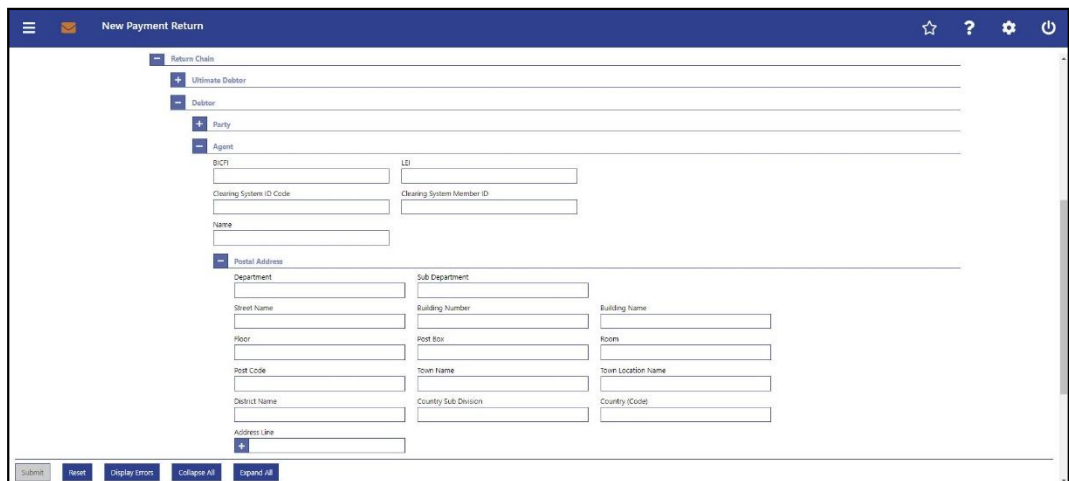 New Payment Return
Return Chain
Ultimate Debtor
Debtor
Party
Agent
BICFI LEI
Clearing System ID Code Clearing System Member ID
Name
Postal Address
Department Sub Department
Street Name Building Number Building Name
Floor Post Box Room
Post Code Town Name Town Location Name
District Name Country Sub Division Country (Code)
Address Line
Submit Reset Display Errors Collapse All Expand All